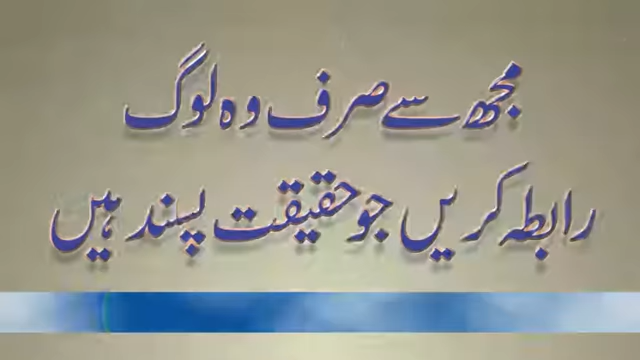 مجھ سے صرف وہ لوگ
رابطہ کریں جو حقیقت پسند ہیں